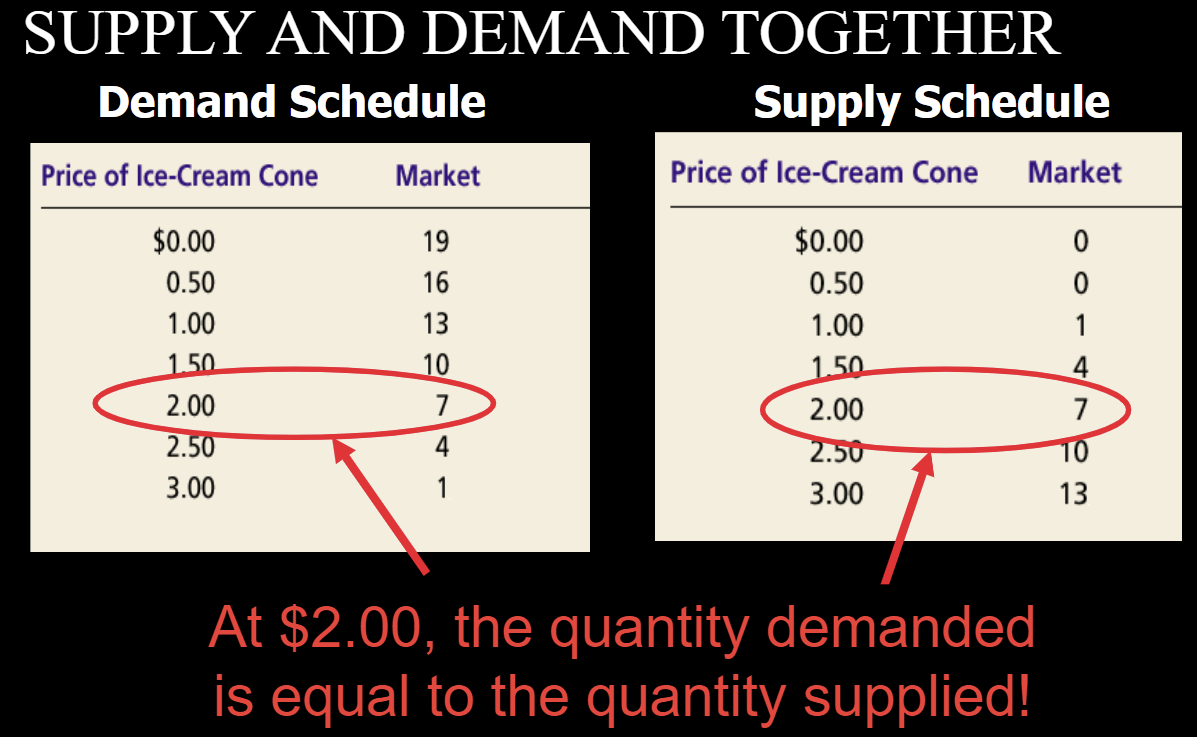 SUPPLY AND DEMAND TOGETHER
Demand Schedule
Price of Ice-Cream Cone Market
$0.00 19
0.50 16
1.00 13
1.50 10
2.00 7
2.50 4
3.00 1
Supply Schedule
Price of Ice-Cream Cone Market
$0.00 0
0.50 0
1.00 1
1.50 4
2.00 7
2.50 10
3.00 13
At $2.00, the quantity demanded
is equal to the quantity supplied!